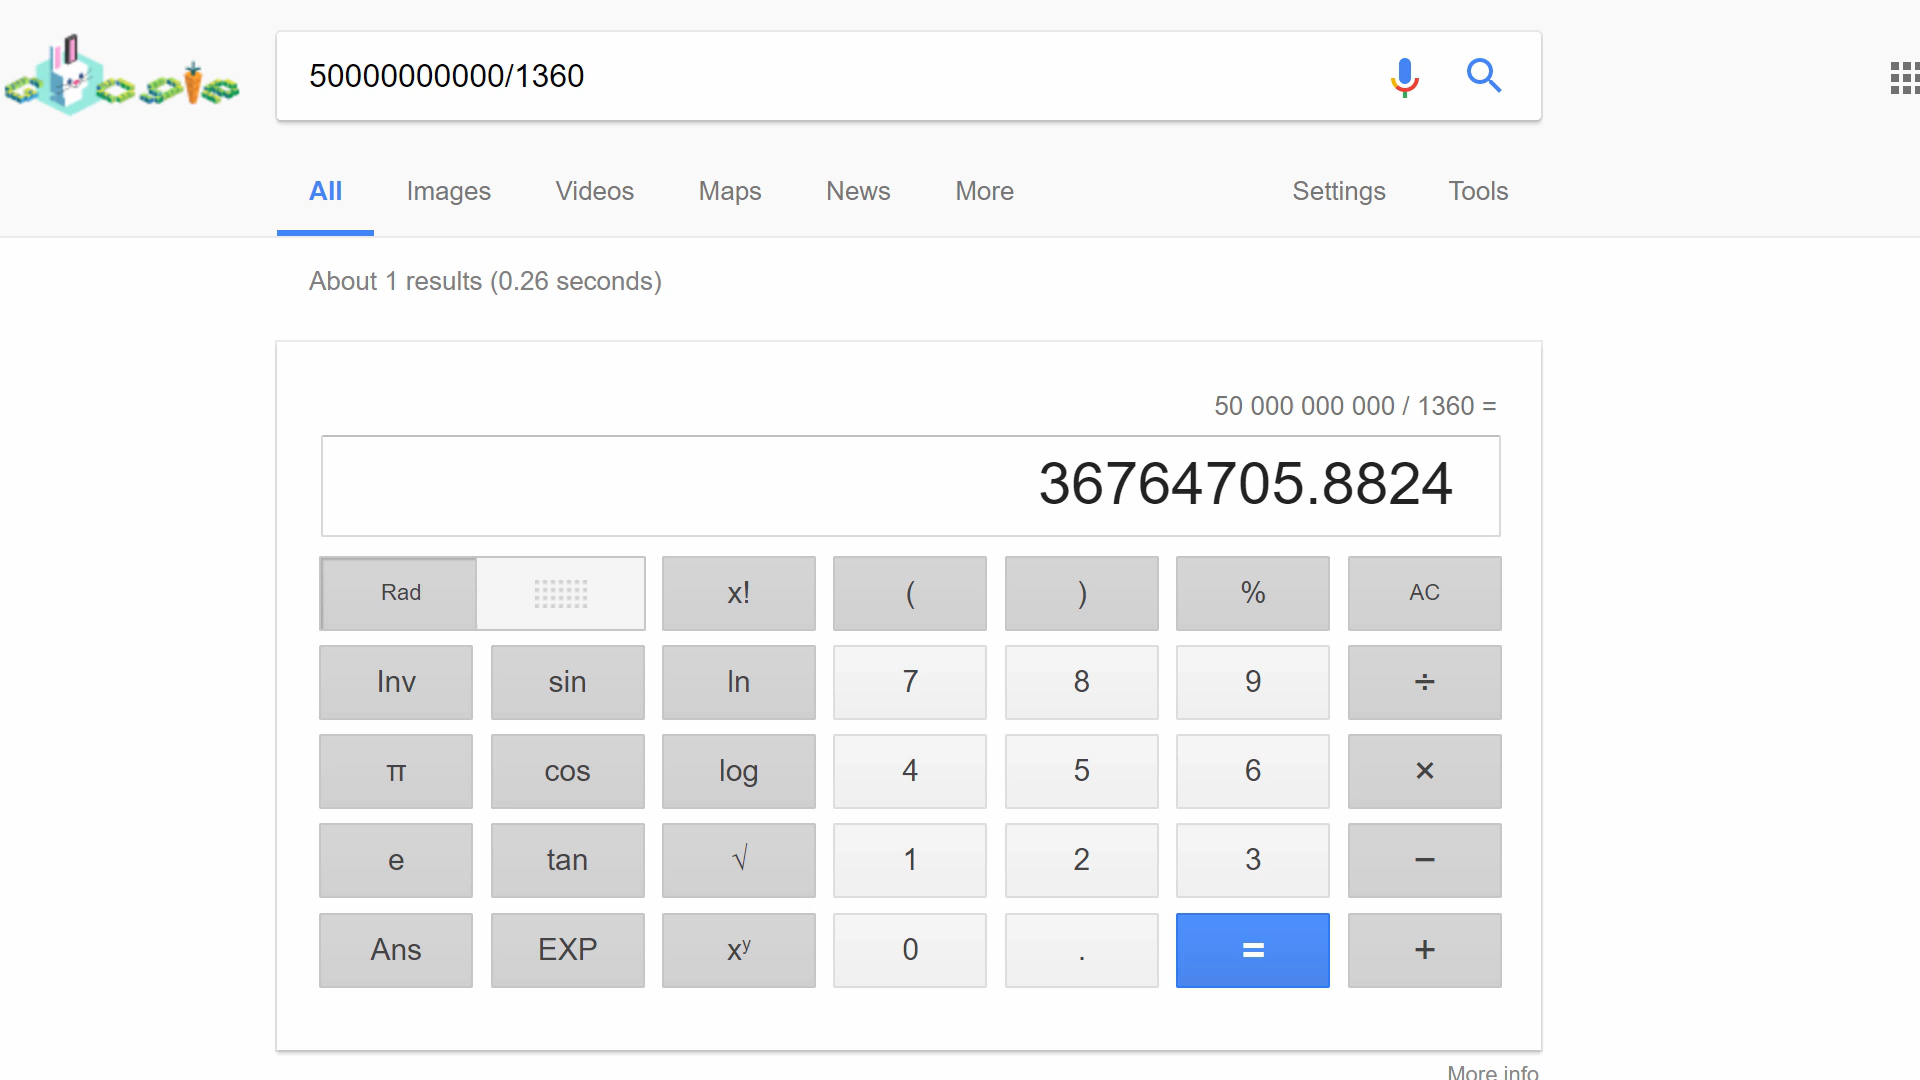 50000000000/1360
All Images Videos Maps News More Settings Tools
About 1 results (0.26 seconds)
50 000 000 000 / 1360 =
36764705.8824
Rad x! ( ) % AC
Inv sin ln 7 8 9 ÷
π cos log 4 5 6 ×
e tan √ 1 2 3 −
Ans EXP xʸ 0 . = +
More info